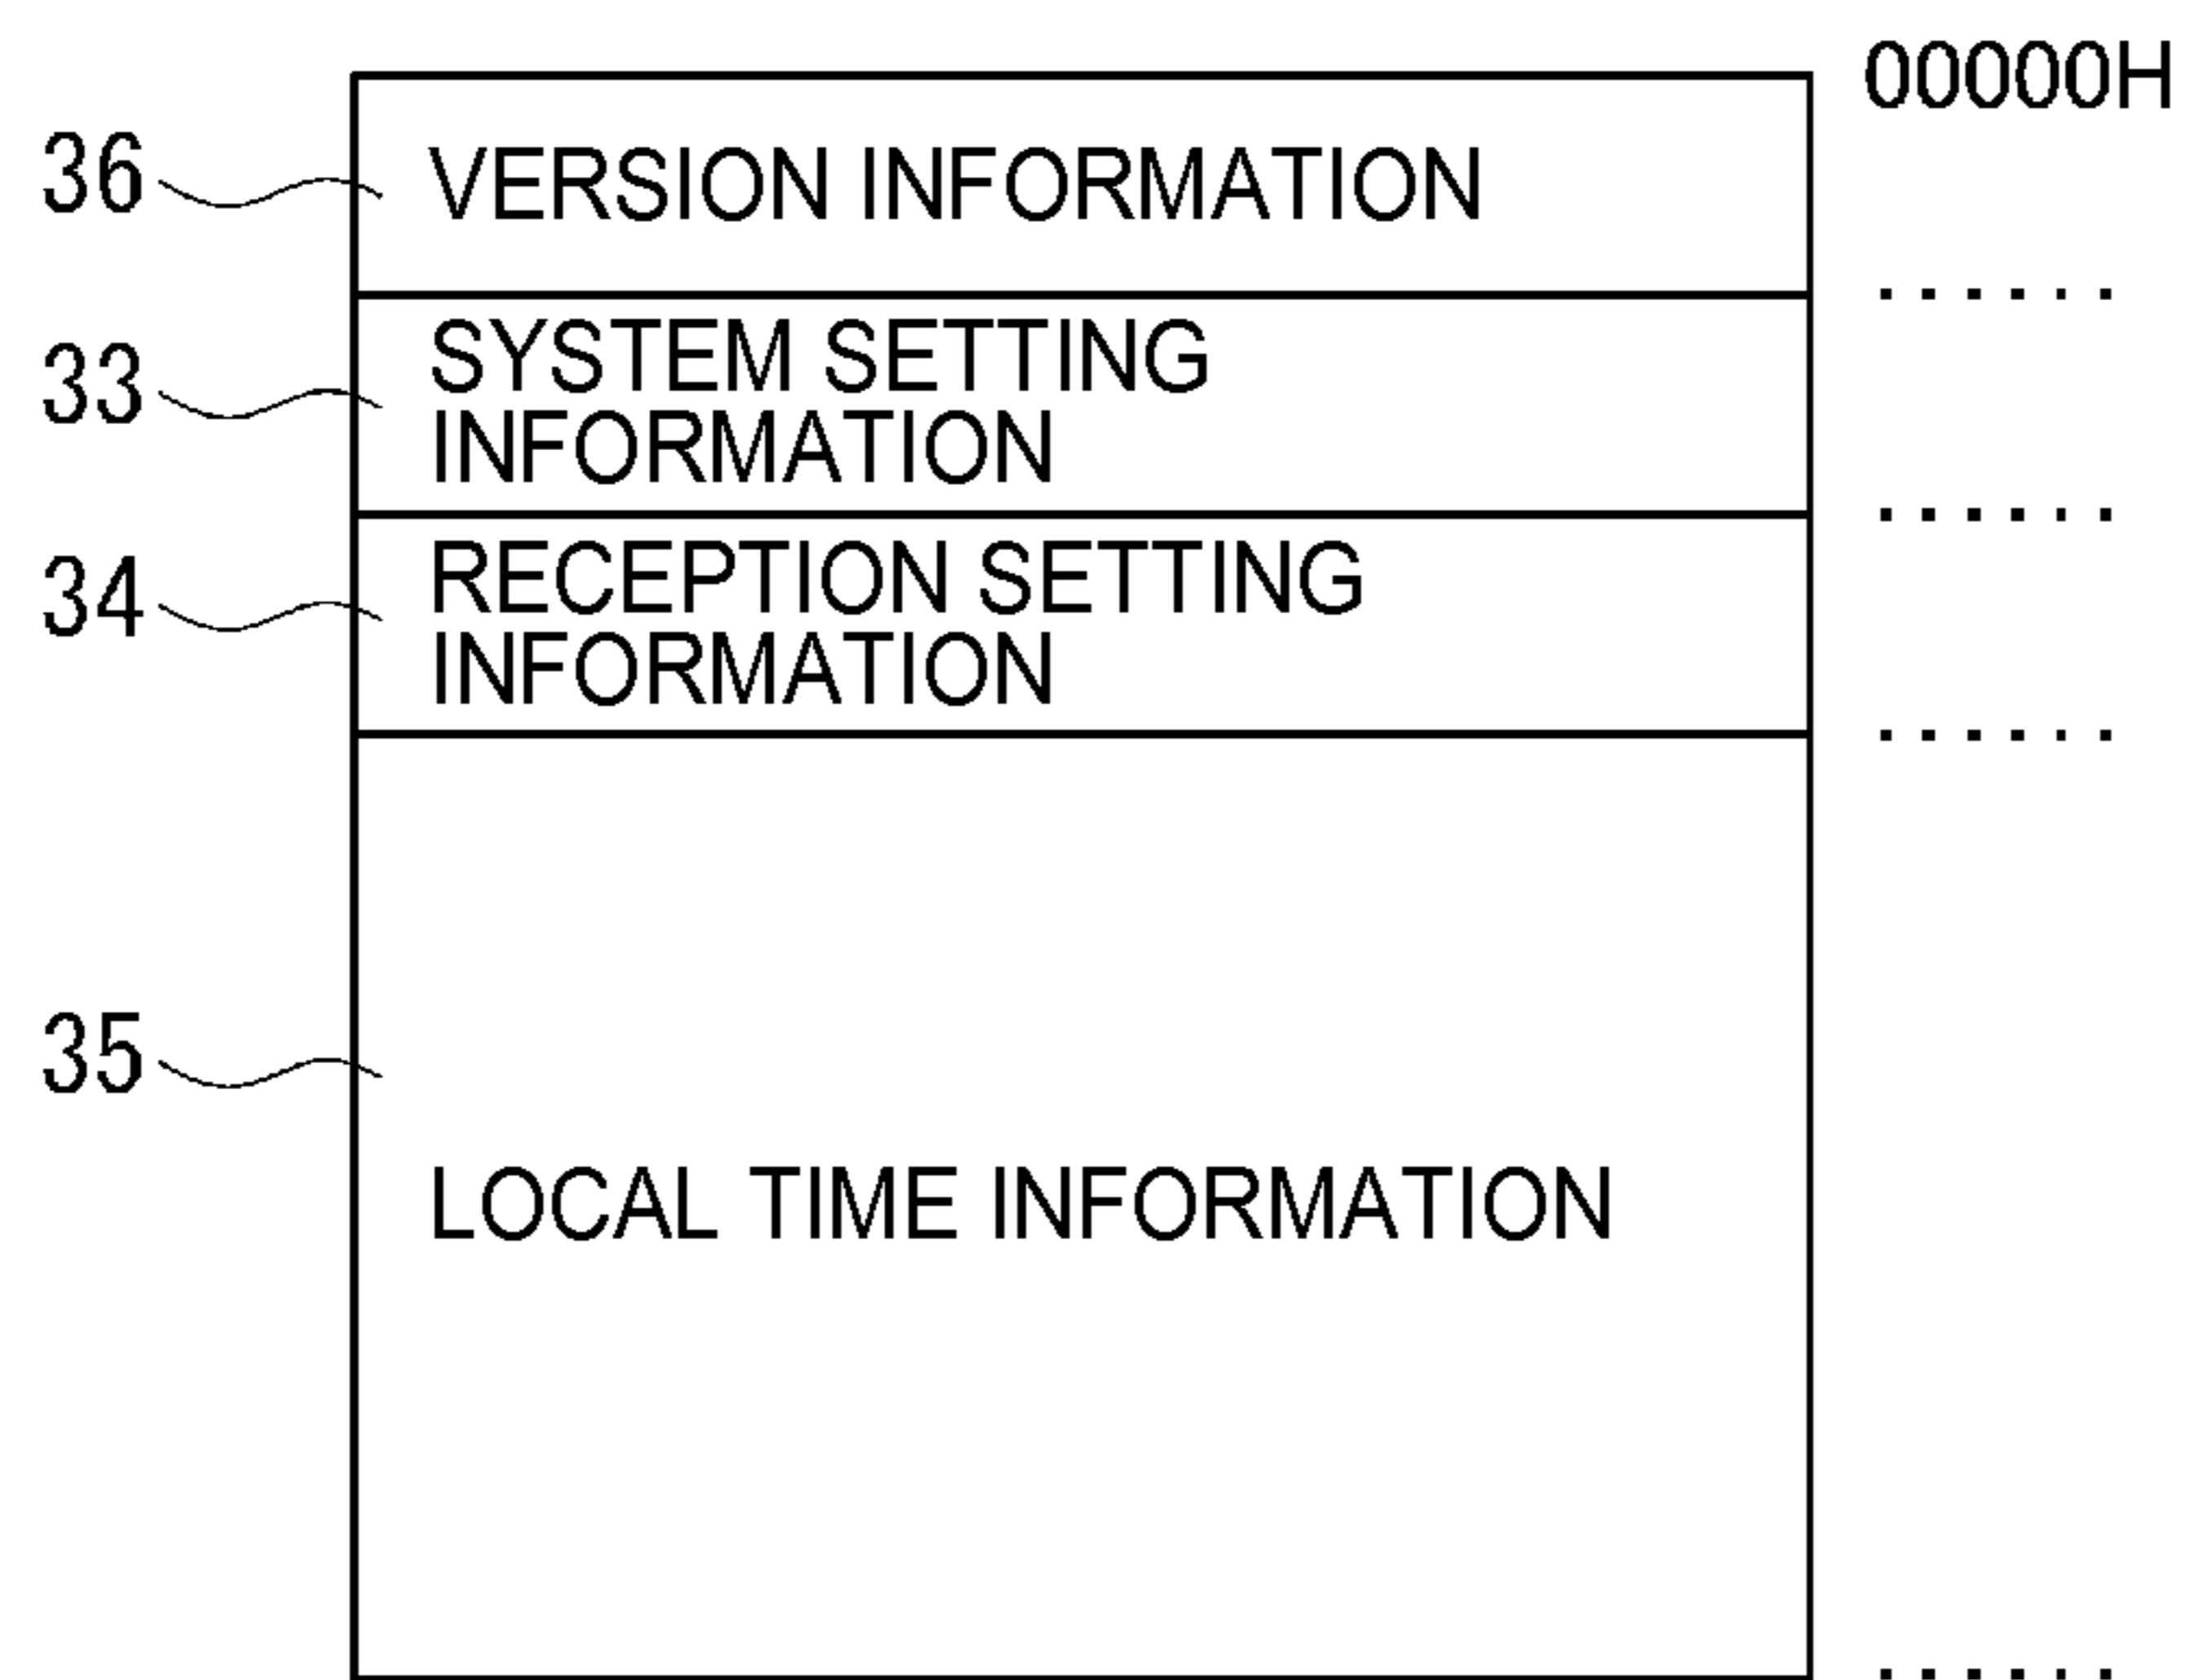 00000H
36 VERSION INFORMATION
......
33 SYSTEM SETTING
INFORMATION
......
34 RECEPTION SETTING
INFORMATION
......
35
LOCAL TIME INFORMATION
......